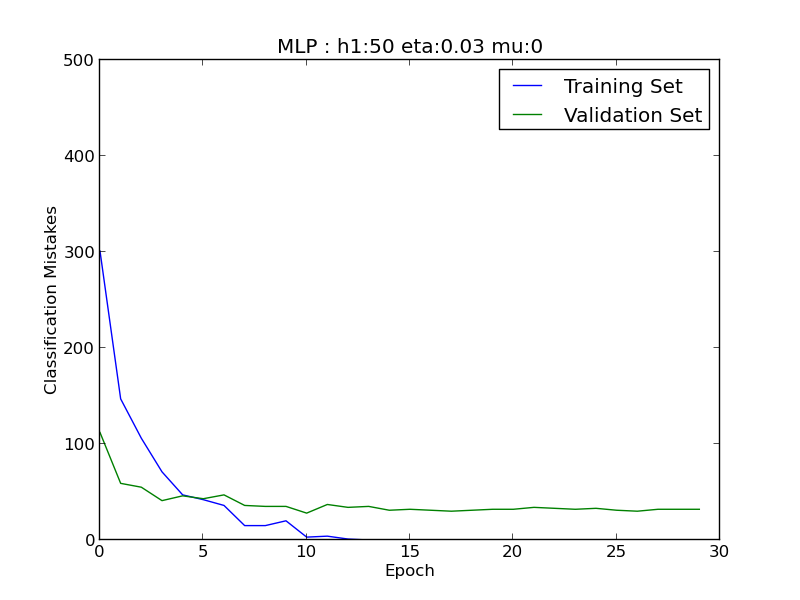 MLP : h1:50 eta:0.03 mu:0
500
400
300
200
100
0
Classification Mistakes
Training Set
Validation Set
0 5 10 15 20 25 30
Epoch